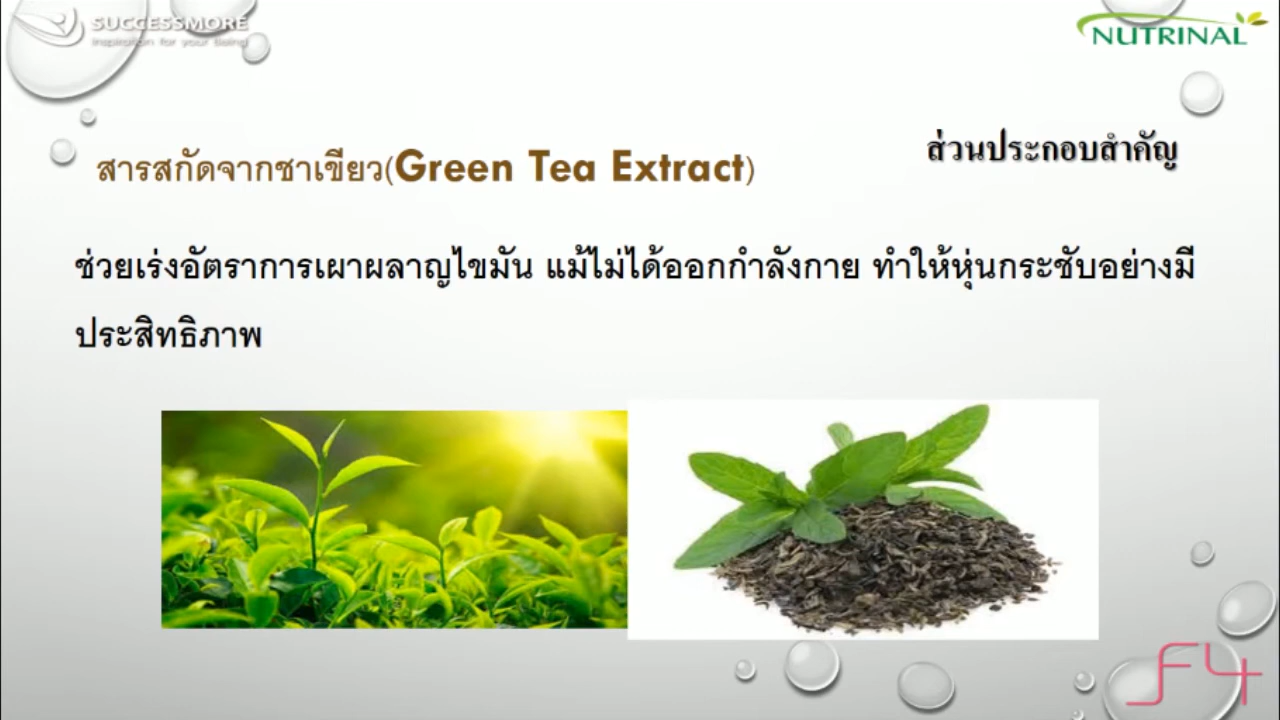 SUCCESSMORE
Inspiration for your Being
NUTRINAL
ส่วนประกอบสำคัญ
สารสกัดจากชาเขียว(Green Tea Extract)
ช่วยเร่งอัตราการเผาผลาญไขมัน แม้ไม่ได้ออกกำลังกาย ทำให้หุ่นกระชับอย่างมี
ประสิทธิภาพ
F4